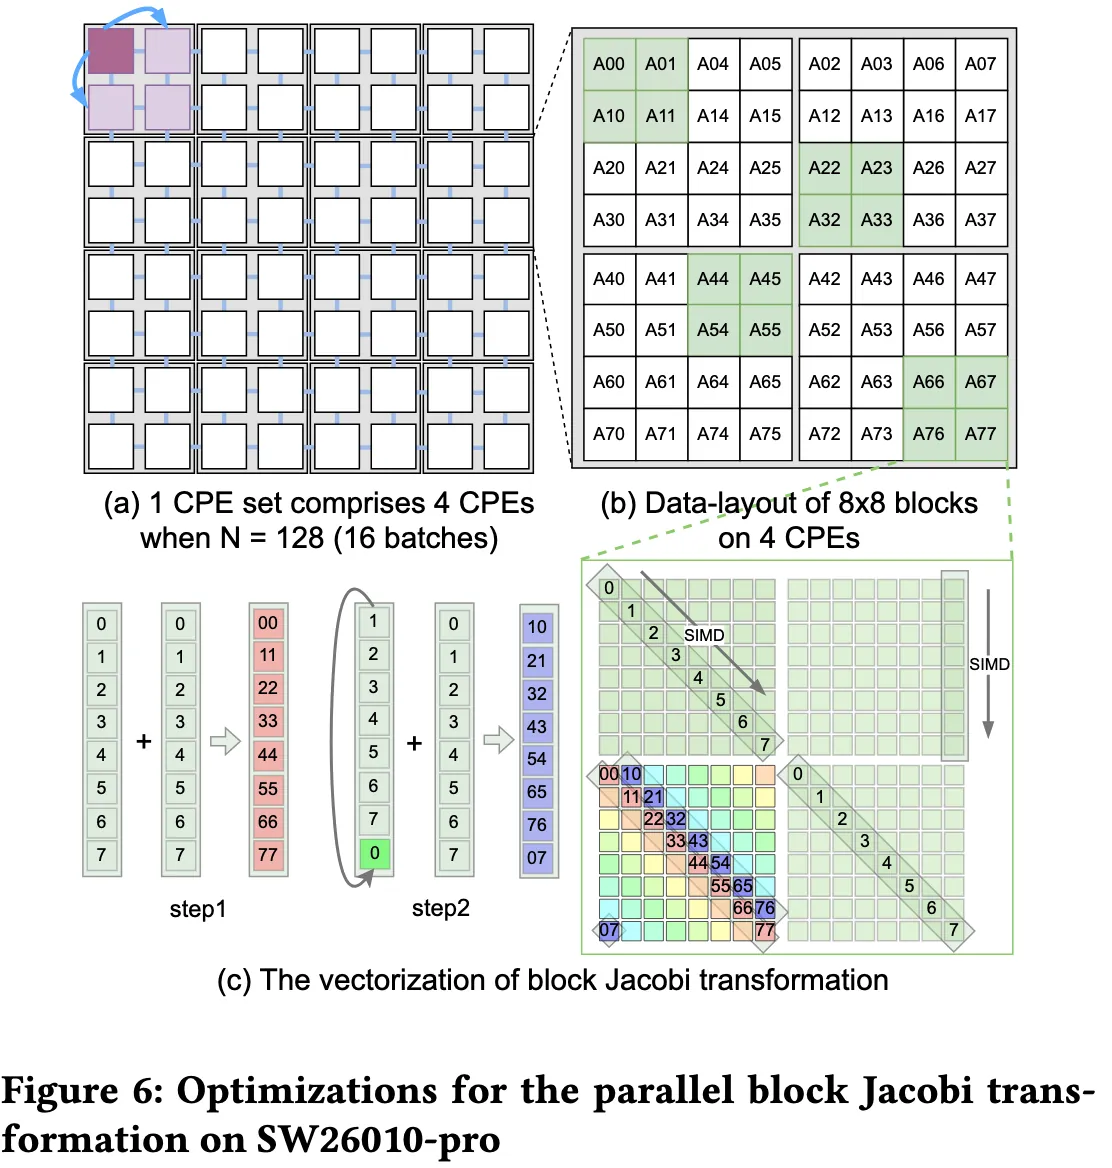 A00 A01 A04 A05 A02 A03 A06 A07
A10 A11 A14 A15 A12 A13 A16 A17
A20 A21 A24 A25 A22 A23 A26 A27
A30 A31 A34 A35 A32 A33 A36 A37
A40 A41 A44 A45 A42 A43 A46 A47
A50 A51 A54 A55 A52 A53 A56 A57
A60 A61 A64 A65 A62 A63 A66 A67
A70 A71 A74 A75 A72 A73 A76 A77
(a) 1 CPE set comprises 4 CPEs
when N = 128 (16 batches)
(b) Data-layout of 8x8 blocks
on 4 CPEs
0 0 00 1 0 10
1 1 11 2 1 21
2 2 22 3 2 32
3 3 33 4 3 43
+ +
4 4 44 5 4 54
5 5 55 6 5 65
6 6 66 7 6 76
7 7 77 0 7 07
step1
step2
0
1
2
3
4
5
6
7
SIMD
SIMD
00 10
11 21
22 32
33 43
44 54
55 65
66 76
07 77
0
1
2
3
4
5
6
7
(c) The vectorization of block Jacobi transformation
Figure 6: Optimizations for the parallel block Jacobi trans-
formation on SW26010-pro